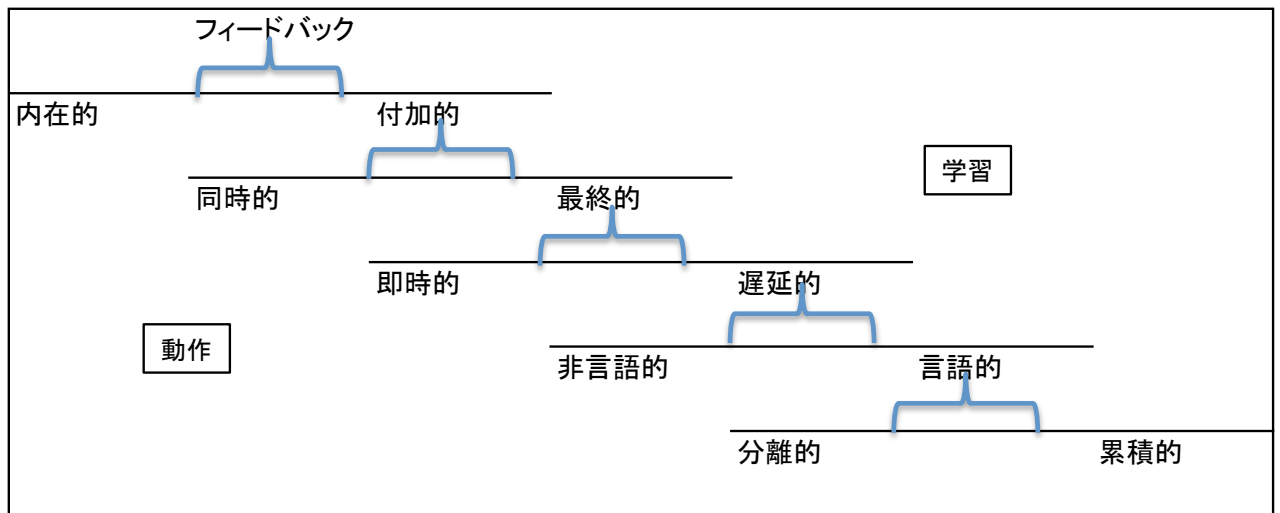 フィードバック
内在的 付加的
学習
同時的 最終的
即時的 遅延的
動作
非言語的 言語的
分離的 累積的